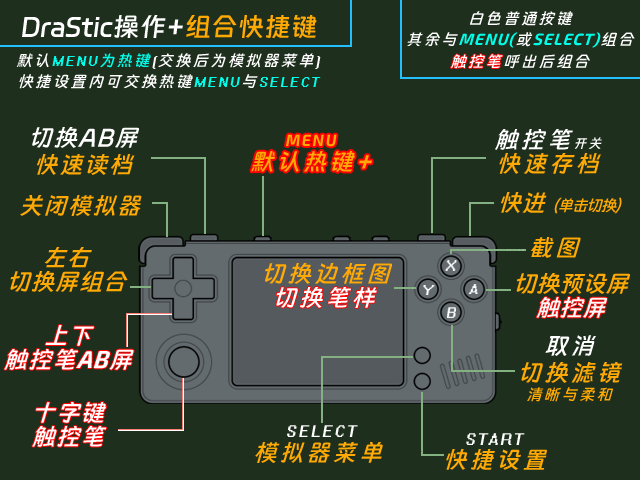 DraStic操作+组合快捷键
默认MENU为热键[交换后为模拟器菜单]
快捷设置内可交换热键MENU与SELECT
白色普通按键
其余与MENU(或SELECT)组合
触控笔呼出后组合
切换AB屏
快速读档
关闭模拟器
左右
切换屏组合
上下
触控笔AB屏
十字键
触控笔
MENU
默认热键+
触控笔开关
快速存档
快进 (单击切换)
截图
切换预设屏
触控屏
取消
切换滤镜
清晰与柔和
切换边框图
切换笔样
X
Y
A
B
SELECT
模拟器菜单
START
快捷设置